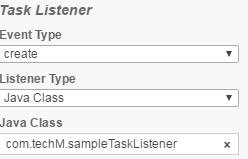 Task Listener
Event Type
create
Listener Type
Java Class
Java Class
com.techM.sampleTaskListener ×